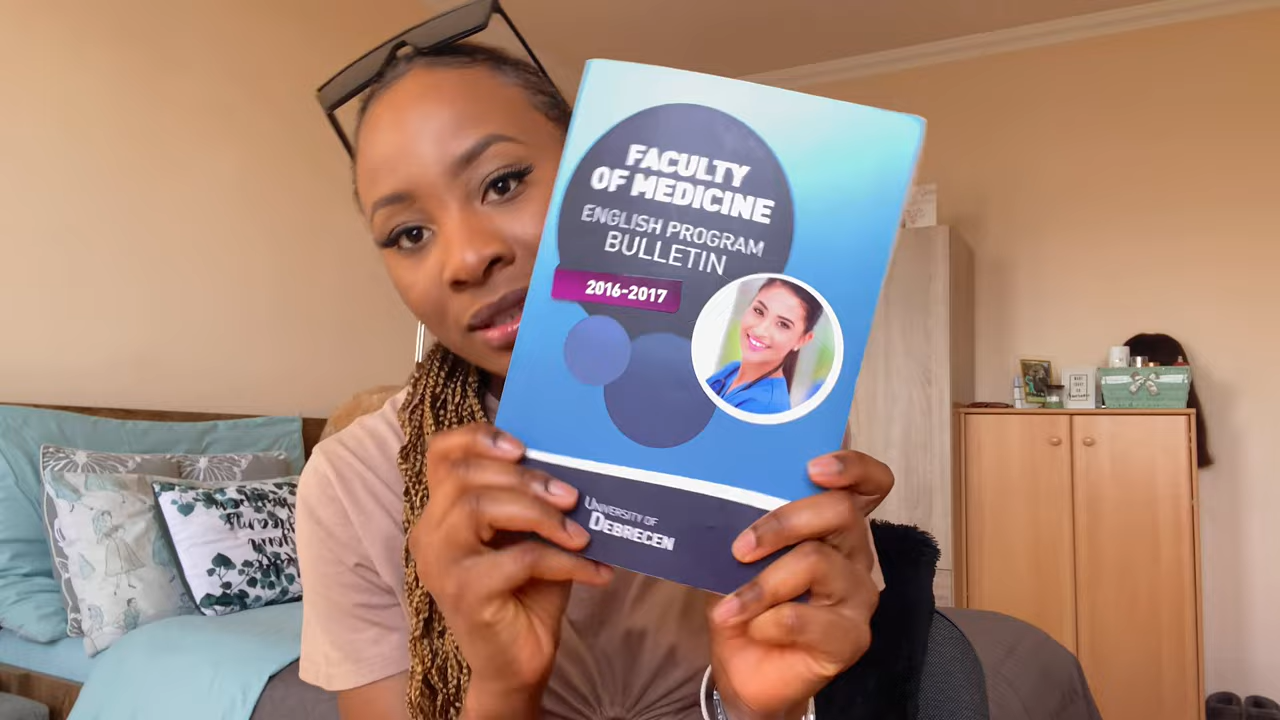 FACULTY
OF MEDICINE
ENGLISH PROGRAM
BULLETIN
2016-2017
UNIVERSITY OF
DEBRECEN